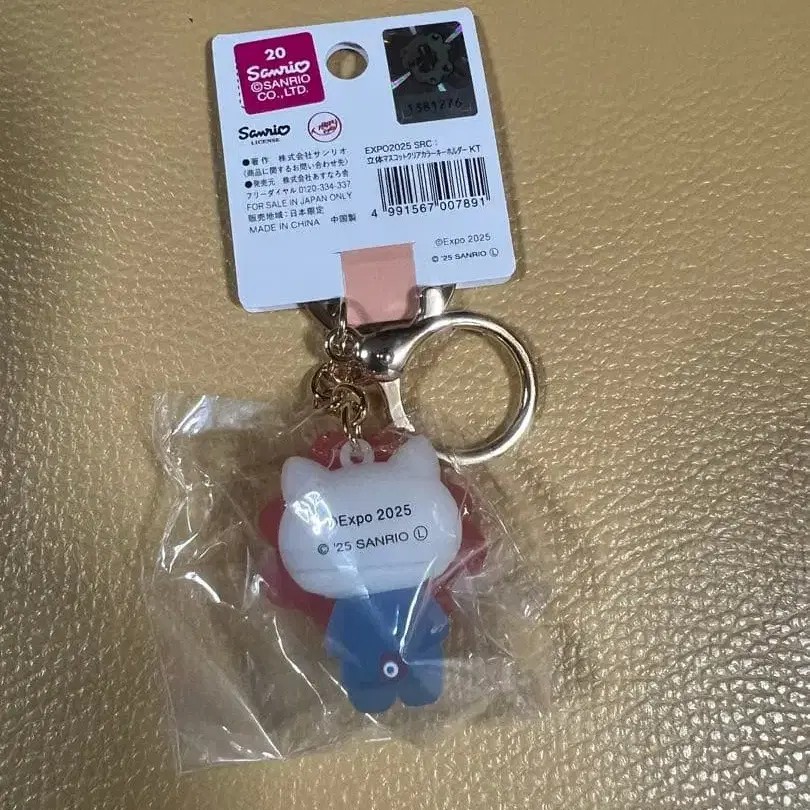 20
Sanrio
©SANRIO
CO., LTD.
Sanrio
LICENSE
●著作 株式会社サンリオ
(商品に関するお問い合わせ先)
●発売元 株式会社あすなろ舎
フリーダイヤル 0120-334-337
FOR SALE IN JAPAN ONLY
販売地域:日本限定
MADE IN CHINA 中国製
1381276
EXPO2025 SRC:
立体マスコットクリアカラーキーホルダー KT
4 991567 007891
©Expo 2025
© '25 SANRIO Ⓛ
©Expo 2025
© '25 SANRIO Ⓛ